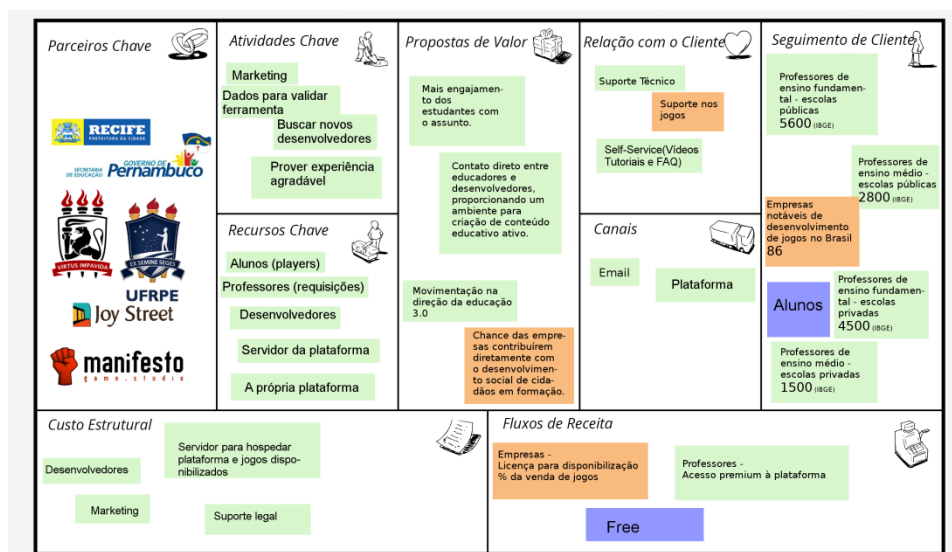 Parceiros Chave
RECIFE
PREFEITURA DA CIDADE
SECRETARIA
DE EDUCAÇÃO
GOVERNO DE
Pernambuco
VIRTUS IMPAVIDA
EX SEMINE SEGES
UFRPE
Joy Street
manifesto
game.studio
Atividades Chave
Marketing
Dados para validar
ferramenta
Buscar novos
desenvolvedores
Prover experiência
agradável
Recursos Chave
Alunos (players)
Professores (requisições)
Desenvolvedores
Servidor da plataforma
A própria plataforma
Propostas de Valor
Mais engajamen-
to dos
estudantes com
o assunto.
Contato direto entre
educadores e
desenvolvedores,
proporcionando um
ambiente para
criação de conteúdo
educativo ativo.
Movimentação na
direção da educação
3.0
Chance das empre-
sas contribuírem
diretamente com
o desenvolvimen-
to social de cida-
dãos em formação.
Relação com o Cliente
Suporte Técnico
Suporte nos
jogos
Self-Service(Vídeos
Tutoriais e FAQ)
Canais
Email
Plataforma
Seguimento de Cliente
Professores de
ensino fundamen-
tal - escolas
públicas
5600 (IBGE)
Professores de
ensino médio -
escolas públicas
2800 (IBGE)
Empresas
notáveis de
desenvolvimento
de jogos no Brasil
86
Alunos
Professores de
ensino fundamen-
tal - escolas
privadas
4500 (IBGE)
Professores de
ensino médio -
escolas privadas
1500 (IBGE)
Custo Estrutural
Servidor para hospedar
plataforma e jogos dispo-
nibilizados
Desenvolvedores
Marketing
Suporte legal
Fluxos de Receita
Empresas -
Licença para disponibilização
% da venda de jogos
Professores -
Acesso premium à plataforma
Free